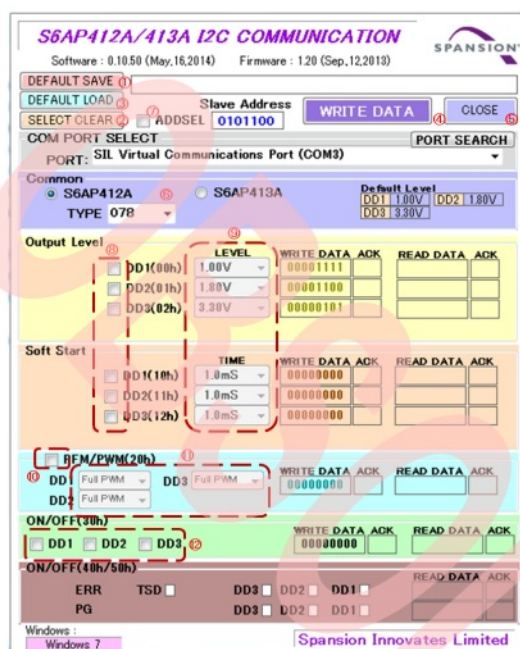 S6AP412A/413A I2C COMMUNICATION
SPANSION
Software : 0.10.50 (May,16,2014) Firmware : 1.20 (Sep,12,2013)
DEFAULT SAVE ①
DEFAULT LOAD ③
SELECT CLEAR ② ⑦ ADDSEL Slave Address 0101100 WRITE DATA ④ CLOSE ⑤
COM PORT SELECT PORT SEARCH
PORT: SIL Virtual Communications Port (COM3)
Common
S6AP412A ⑥ S6AP413A Default Level
DD1 1.00V DD2 1.80V
TYPE 078 DD3 3.30V
Output Level ⑧ ⑨
LEVEL WRITE DATA ACK READ DATA ACK
DD1(00h) 1.00V 00001111
DD2(01h) 1.80V 00001100
DD3(02h) 3.30V 00000101
Soft Start
TIME WRITE DATA ACK READ DATA ACK
DD1(10h) 1.0mS 00000000
DD2(11h) 1.0mS 00000000
DD3(12h) 1.0mS 00000000
PFM/PWM(20h) ⑪
⑩ DD Full PWM DD3 Full PWM WRITE DATA ACK READ DATA ACK
DD2 Full PWM 00000000
ON/OFF(30h) WRITE DATA ACK READ DATA ACK
DD1 DD2 DD3 ⑫ 00000000
ON/OFF(40h/50h) READ DATA ACK
ERR TSD DD3 DD2 DD1
PG DD3 DD2 DD1
Windows :
Windows 7 Spansion Innovates Limited